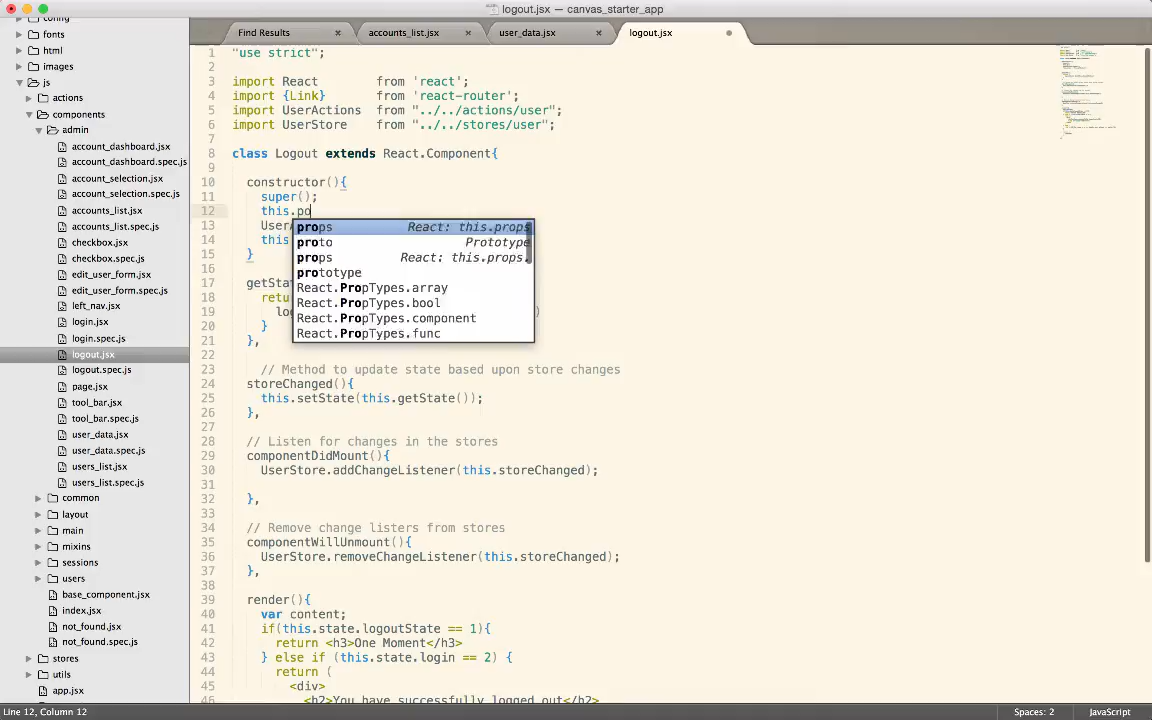 logout.jsx — canvas_starter_app
config
fonts
html
images
js
actions
components
admin
account_dashboard.jsx
account_dashboard.spec.js
account_selection.jsx
account_selection.spec.js
accounts_list.jsx
accounts_list.spec.js
checkbox.jsx
checkbox.spec.js
edit_user_form.jsx
edit_user_form.spec.js
left_nav.jsx
login.jsx
login.spec.js
logout.jsx
logout.spec.js
page.jsx
tool_bar.jsx
tool_bar.spec.js
user_data.jsx
user_data.spec.js
users_list.jsx
users_list.spec.js
common
layout
main
mixins
sessions
users
base_component.jsx
index.jsx
not_found.jsx
not_found.spec.js
stores
utils
app.jsx
Find Results × accounts_list.jsx × user_data.jsx × logout.jsx
1 "use strict";
2
3 import React from 'react';
4 import {Link} from 'react-router';
5 import UserActions from "../../actions/user";
6 import UserStore from "../../stores/user";
7
8 class Logout extends React.Component{
9
10 constructor(){
11 super();
12 this.po
13 User
14 this
15 }
16
17 getStat
18 retu
19 lo )
20 }
21 },
22
23 // Method to update state based upon store changes
24 storeChanged(){
25 this.setState(this.getState());
26 },
27
28 // Listen for changes in the stores
29 componentDidMount(){
30 UserStore.addChangeListener(this.storeChanged);
31
32 },
33
34 // Remove change listers from stores
35 componentWillUnmount(){
36 UserStore.removeChangeListener(this.storeChanged);
37 },
38
39 render(){
40 var content;
41 if(this.state.logoutState == 1){
42 return <h3>One Moment</h3>
43 } else if (this.state.login == 2) {
44 return (
45 <div>
46 <h2>You have successfully logged out</h2>
props React: this.props
proto Prototype
props React: this.props.
prototype
React.PropTypes.array
React.PropTypes.bool
React.PropTypes.component
React.PropTypes.func
Line 12, Column 12 Spaces: 2 JavaScript